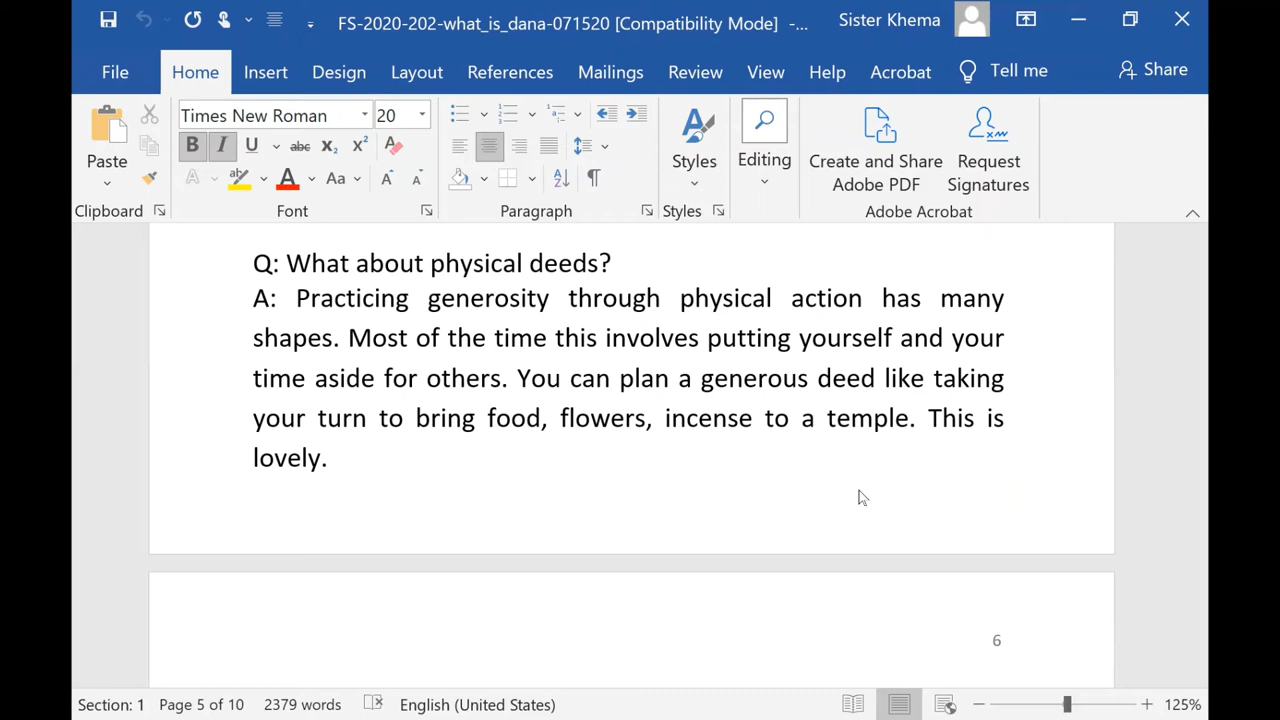 FS-2020-202-what_is_dana-071520 [Compatibility Mode] -... Sister Khema
File Home Insert Design Layout References Mailings Review View Help Acrobat Tell me Share
Times New Roman 20
Paste Styles Editing Create and Share Adobe PDF Request Signatures
Clipboard Font Paragraph Styles Adobe Acrobat
Q: What about physical deeds?
A: Practicing generosity through physical action has many
shapes. Most of the time this involves putting yourself and your
time aside for others. You can plan a generous deed like taking
your turn to bring food, flowers, incense to a temple. This is
lovely.
6
Section: 1 Page 5 of 10 2379 words English (United States) 125%